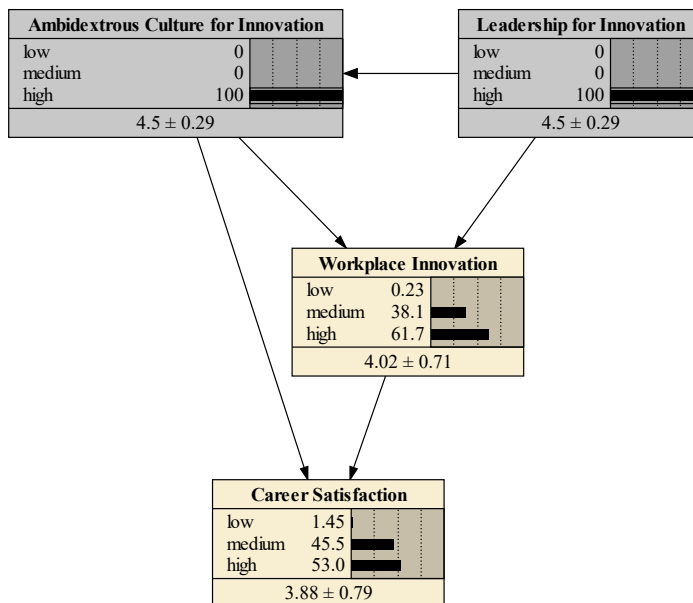 Ambidextrous Culture for Innovation
low 0
medium 0
high 100
4.5 ± 0.29
Leadership for Innovation
low 0
medium 0
high 100
4.5 ± 0.29
Workplace Innovation
low 0.23
medium 38.1
high 61.7
4.02 ± 0.71
Career Satisfaction
low 1.45
medium 45.5
high 53.0
3.88 ± 0.79